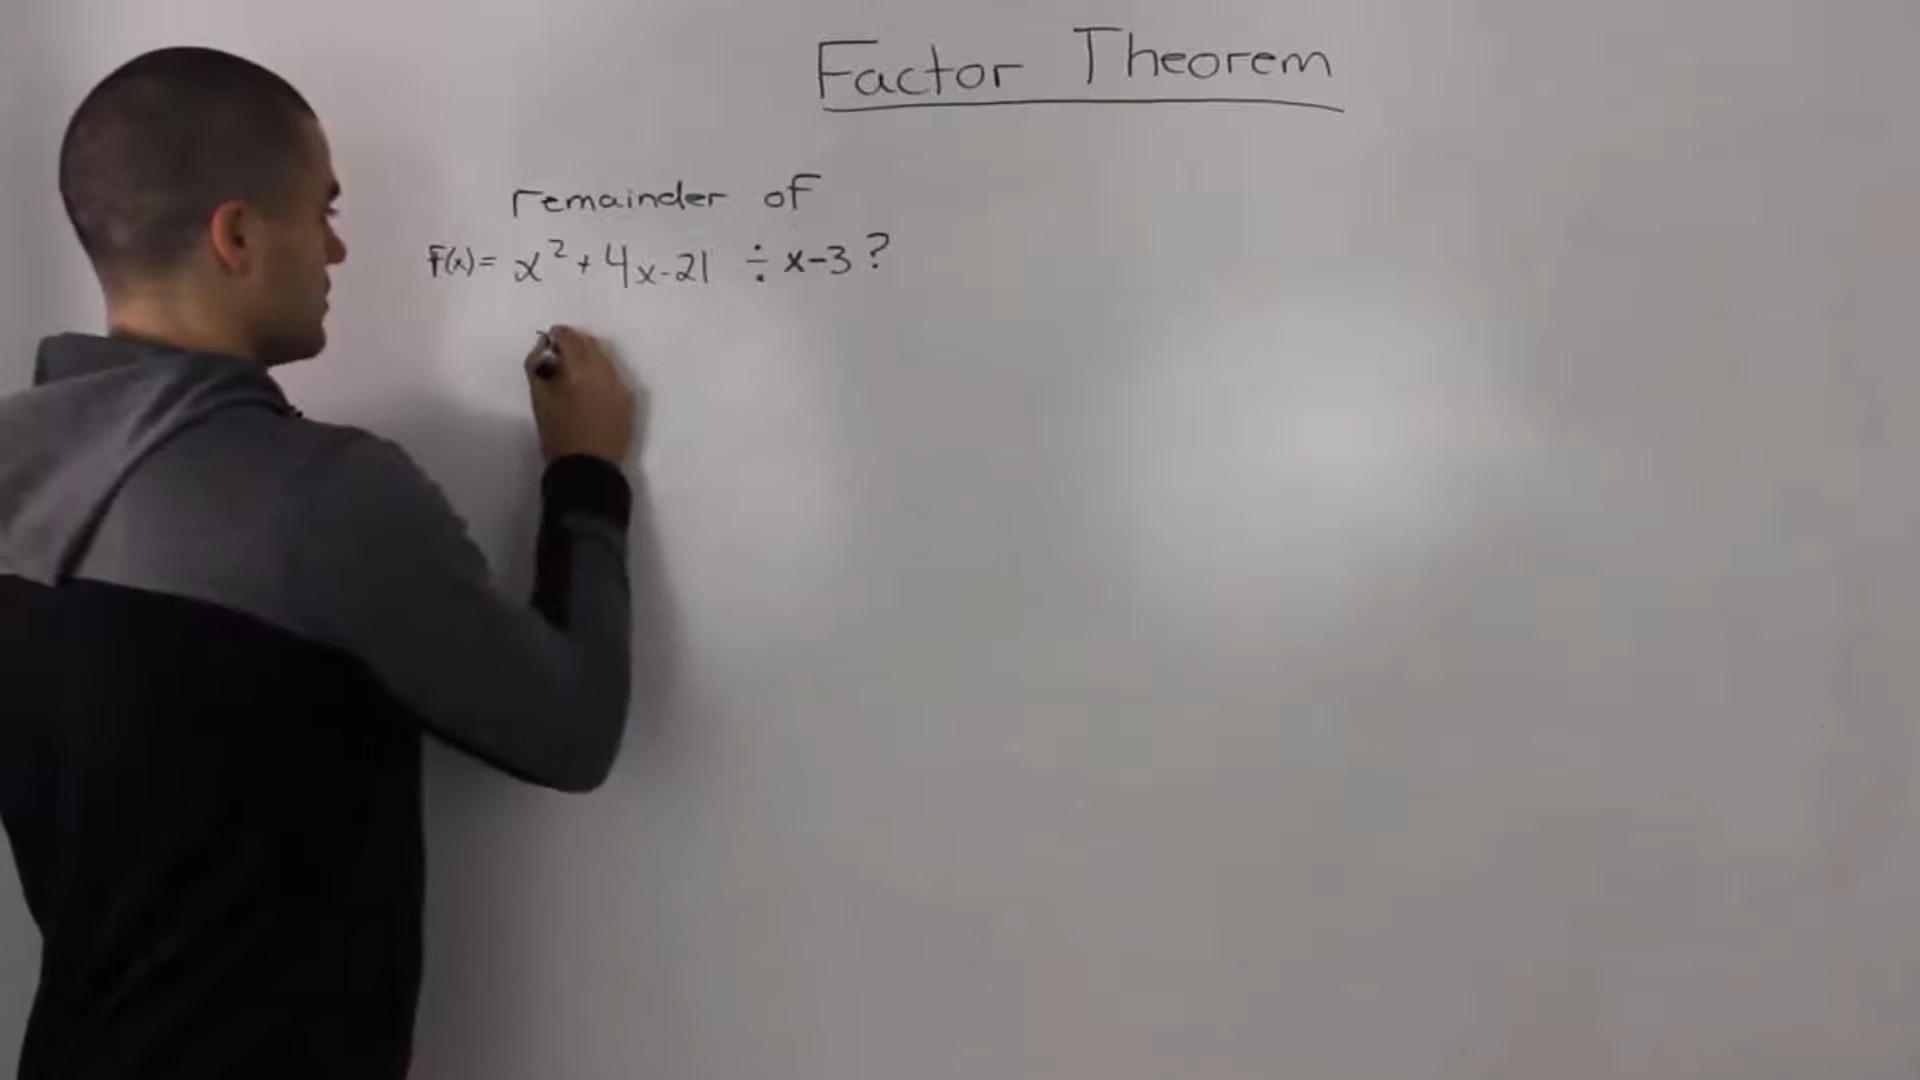 Factor Theorem
remainder of
F(x)= x² + 4x-21 ÷ x-3?